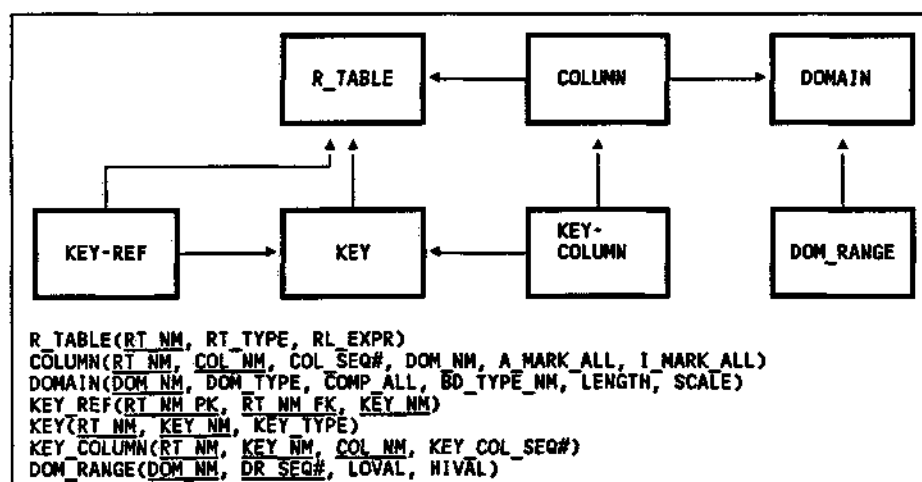 R_TABLE
COLUMN
DOMAIN
KEY-REF
KEY
KEY-
COLUMN
DOM_RANGE
R_TABLE(RT_NM, RT_TYPE, RL_EXPR)
COLUMN(RT_NM, COL_NM, COL_SEQ#, DOM_NM, A_MARK_ALL, I_MARK_ALL)
DOMAIN(DOM_NM, DOM_TYPE, COMP_ALL, BD_TYPE_NM, LENGTH, SCALE)
KEY_REF(RT_NM_PK, RT_NM_FK, KEY_NM)
KEY(RT_NM, KEY_NM, KEY_TYPE)
KEY_COLUMN(RT_NM, KEY_NM, COL_NM, KEY_COL_SEQ#)
DOM_RANGE(DOM_NM, DR_SEQ#, LOVAL, HIVAL)